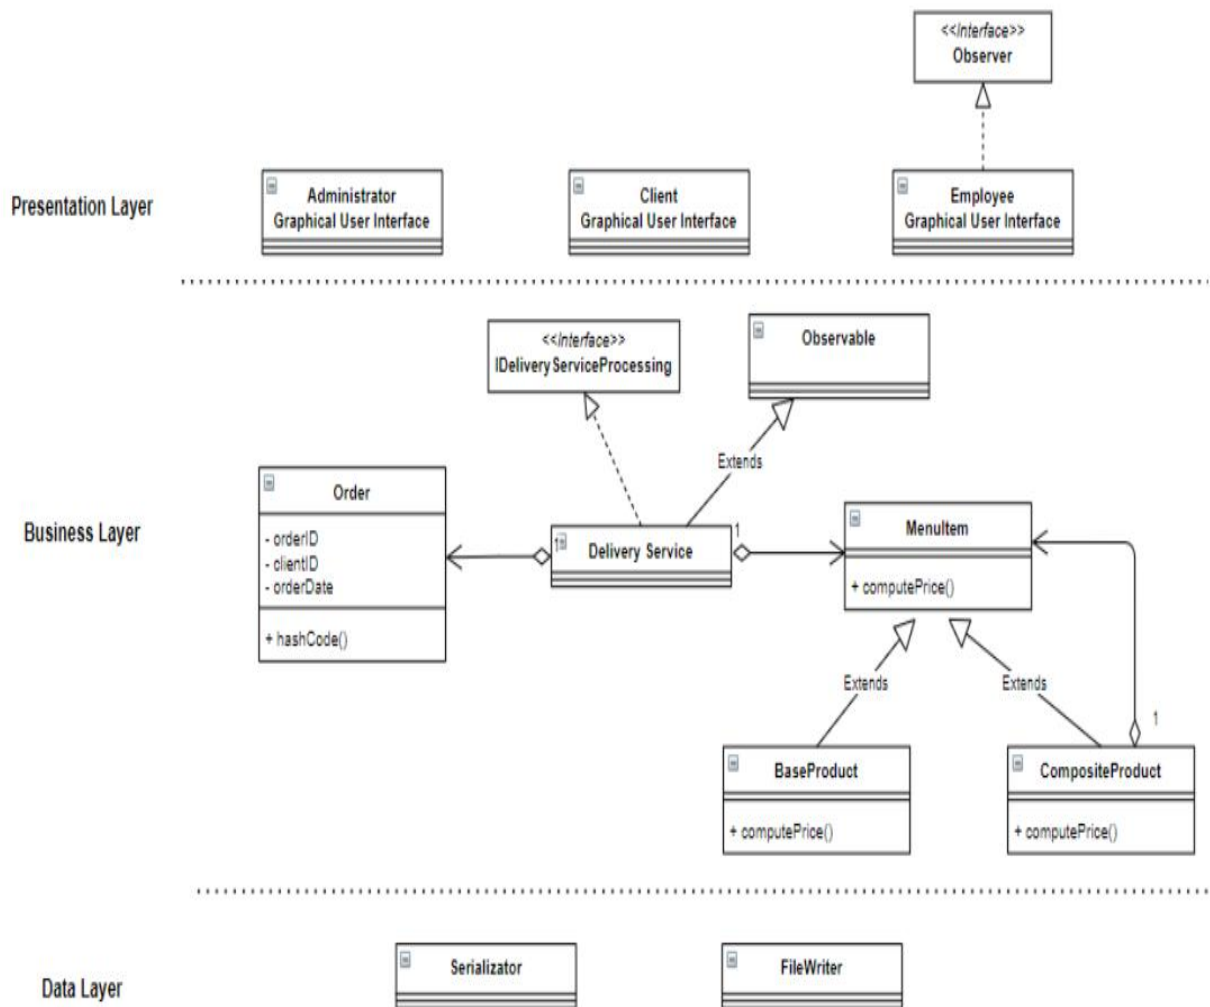 <<Interface>>
Observer
Presentation Layer
Administrator
Graphical User Interface
Client
Graphical User Interface
Employee
Graphical User Interface
<<Interface>>
IDeliveryServiceProcessing
Observable
Extends
Business Layer
Order
- orderID
- clientID
- orderDate
+ hashCode()
1
Delivery Service
1
MenuItem
+ computePrice()
Extends
Extends
1
BaseProduct
+ computePrice()
CompositeProduct
+ computePrice()
Data Layer
Serializator
FileWriter